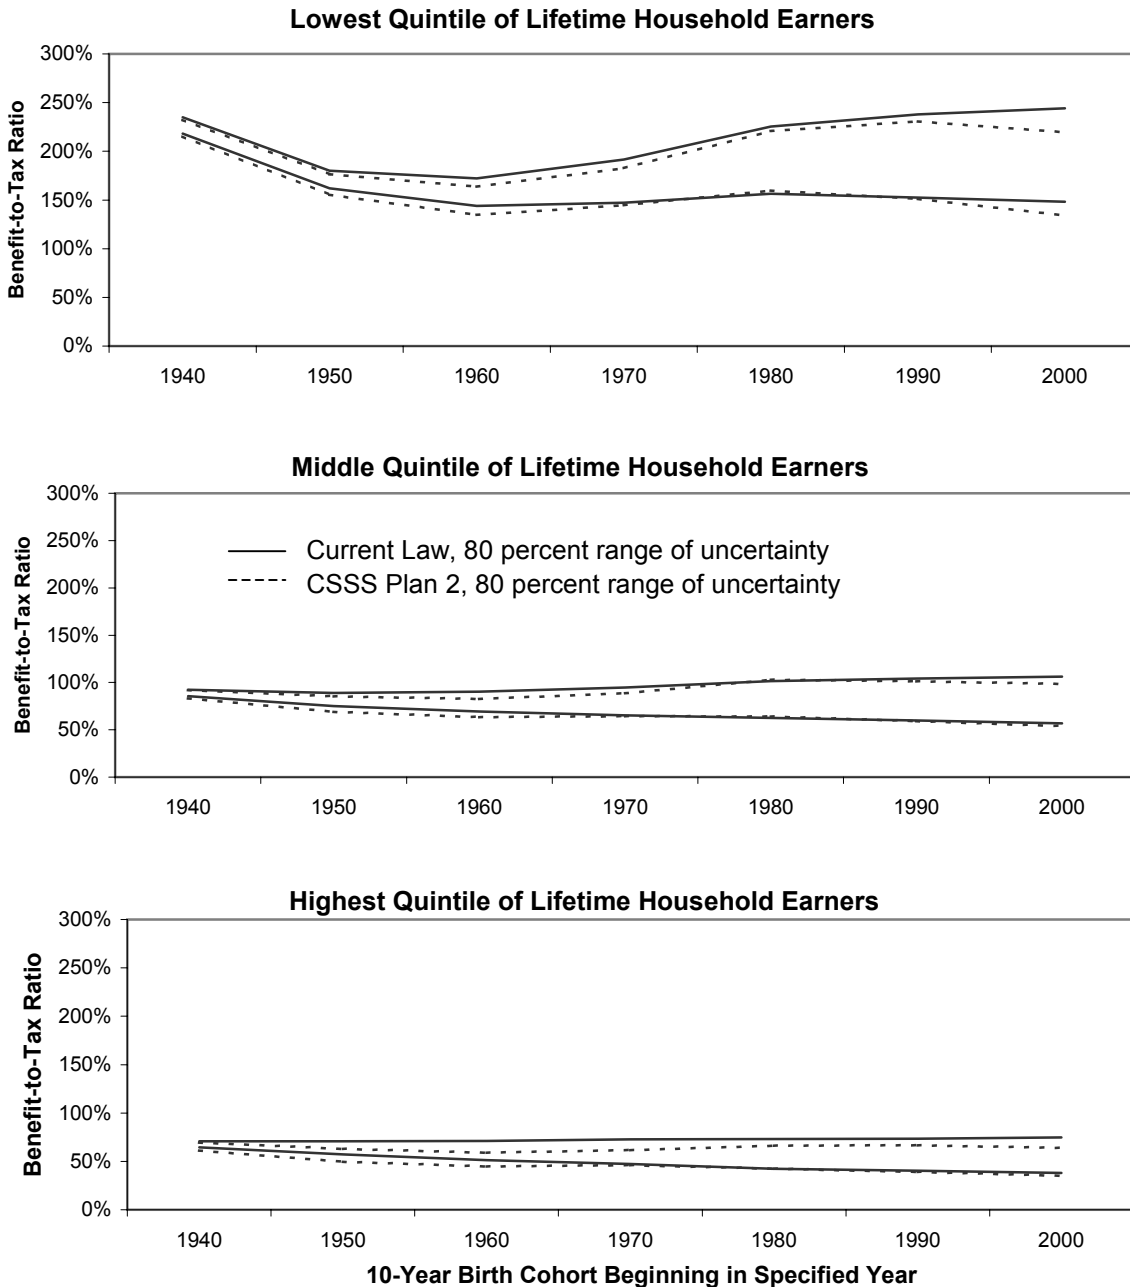 Lowest Quintile of Lifetime Household Earners
300%
250%
200%
150%
100%
50%
0%
Benefit-to-Tax Ratio
1940 1950 1960 1970 1980 1990 2000
Middle Quintile of Lifetime Household Earners
300%
250%
200%
150%
100%
50%
0%
Benefit-to-Tax Ratio
Current Law, 80 percent range of uncertainty
CSSS Plan 2, 80 percent range of uncertainty
1940 1950 1960 1970 1980 1990 2000
Highest Quintile of Lifetime Household Earners
300%
250%
200%
150%
100%
50%
0%
Benefit-to-Tax Ratio
1940 1950 1960 1970 1980 1990 2000
10-Year Birth Cohort Beginning in Specified Year